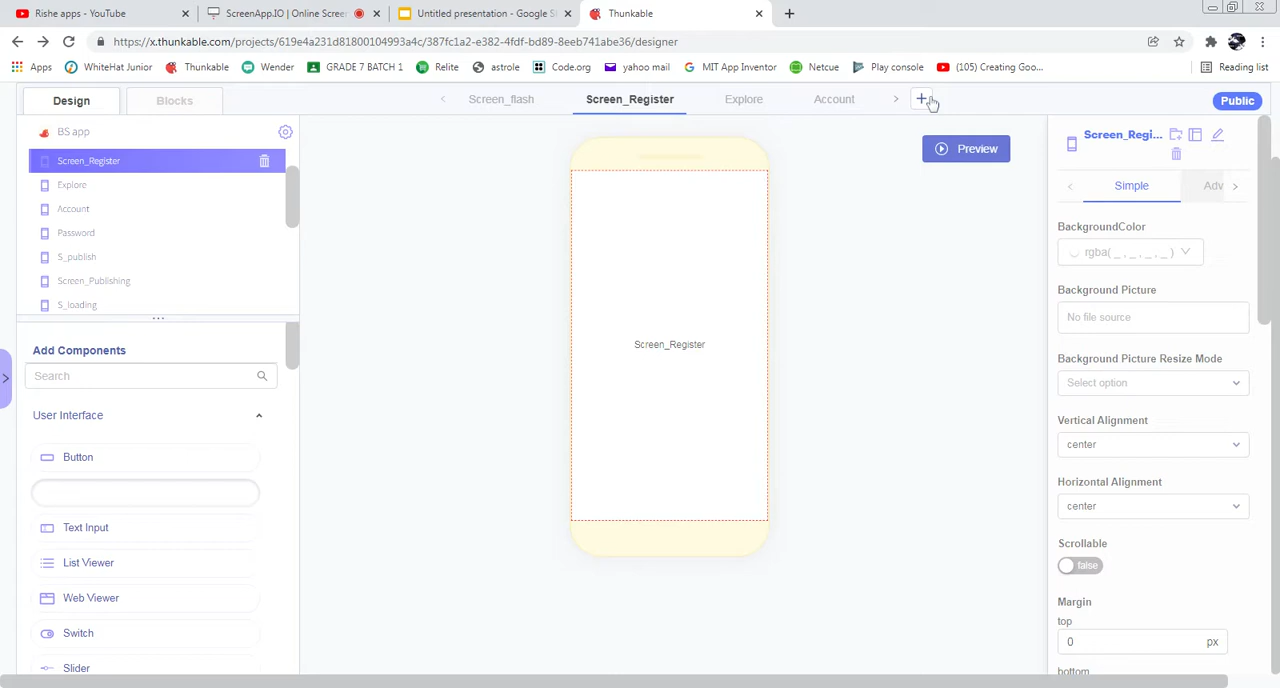 Rishe apps - YouTube
ScreenApp.IO | Online Screen
Untitled presentation - Google Sl
Thunkable
https://x.thunkable.com/projects/619e4a231d81800104993a4c/387fc1a2-e382-4fdf-bd89-8eeb741abe36/designer
Apps
WhiteHat Junior
Thunkable
Wender
GRADE 7 BATCH 1
Relix
astrode
Code.org
yahoo mail
MIT App Inventor
Netcue
Play console
(105) Creating Goo...
Reading list
Design
Blocks
Screen_flash
Screen_Register
Explore
Account
Public
BS app
Screen_Register
Explore
Account
Password
S_publish
Screen_Publishing
S_loading
Add Components
Search
User Interface
Button
Text Input
List Viewer
Web Viewer
Switch
Slider
Screen_Register
Preview
Screen_Regi...
Simple
Adv
BackgroundColor
rgba( _ , _ , _ , _ )
Background Picture
No file source
Background Picture Resize Mode
Select option
Vertical Alignment
center
Horizontal Alignment
center
Scrollable
false
Margin
top
0 px
bottom